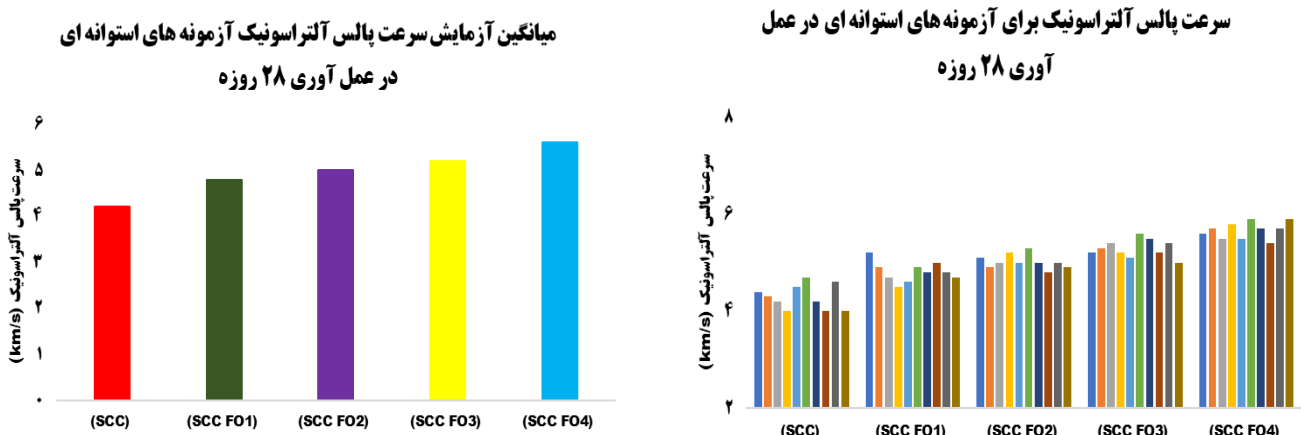 میانگین آزمایش سرعت پالس آلتراسونیک آزمونه های استوانه ای
در عمل آوری ۲۸ روزه
سرعت پالس آلتراسونیک (km/s)
۶
۵
۴
۳
۲
۱
۰
(SCC)
(SCC FO1)
(SCC FO2)
(SCC FO3)
(SCC FO4)
سرعت پالس آلتراسونیک برای آزمونه های استوانه ای در عمل
آوری ۲۸ روزه
سرعت پالس آلتراسونیک (km/s)
۸
۶
۴
۲
(SCC)
(SCC FO1)
(SCC FO2)
(SCC FO3)
(SCC FO4)